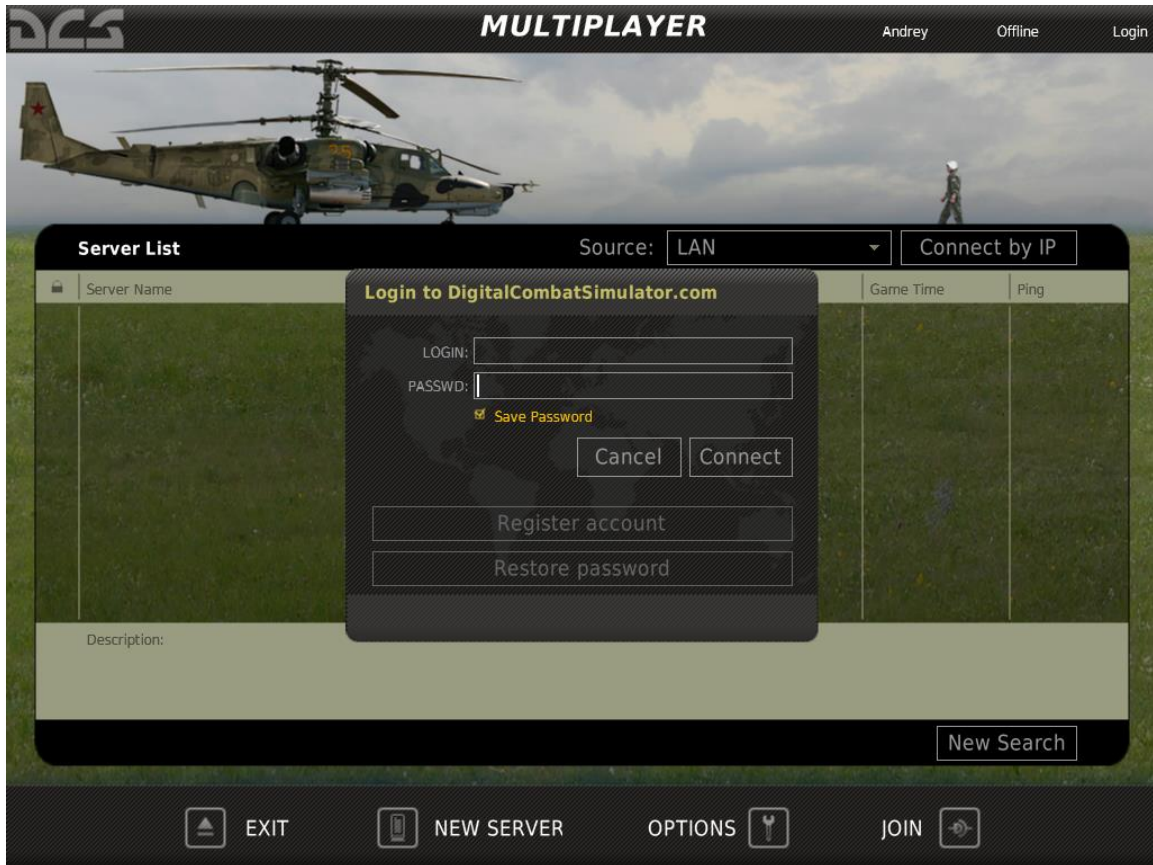 DCS
MULTIPLAYER
Andrey
Offline
Login
25
Server List
Source:
LAN
Connect by IP
Server Name
Game Time
Ping
Login to DigitalCombatSimulator.com
LOGIN:
PASSWD:
Save Password
Cancel
Connect
Register account
Restore password
Description:
New Search
EXIT
NEW SERVER
OPTIONS
JOIN